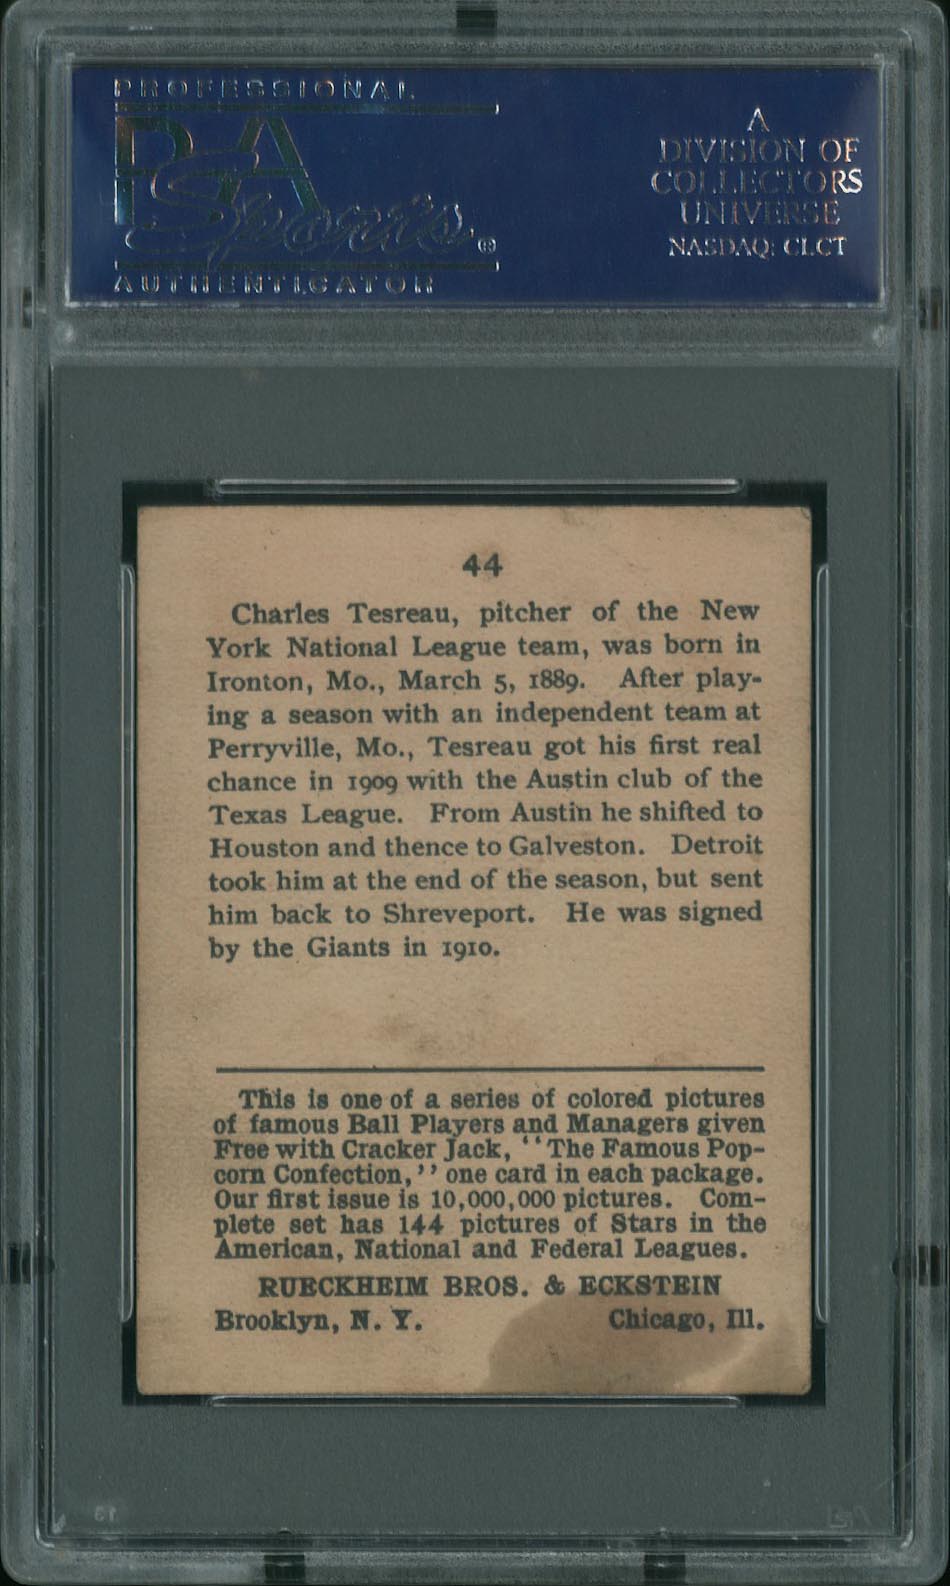 PROFESSIONAL
PSA
Sports®
AUTHENTICATOR
A
DIVISION OF
COLLECTORS
UNIVERSE
NASDAQ: CLCT
44
Charles Tesreau, pitcher of the New
York National League team, was born in
Ironton, Mo., March 5, 1889. After play-
ing a season with an independent team at
Perryville, Mo., Tesreau got his first real
chance in 1909 with the Austin club of the
Texas League. From Austin he shifted to
Houston and thence to Galveston. Detroit
took him at the end of the season, but sent
him back to Shreveport. He was signed
by the Giants in 1910.
This is one of a series of colored pictures
of famous Ball Players and Managers given
Free with Cracker Jack, "The Famous Pop-
corn Confection," one card in each package.
Our first issue is 10,000,000 pictures. Com-
plete set has 144 pictures of Stars in the
American, National and Federal Leagues.
RUECKHEIM BROS. & ECKSTEIN
Brooklyn, N. Y. Chicago, Ill.